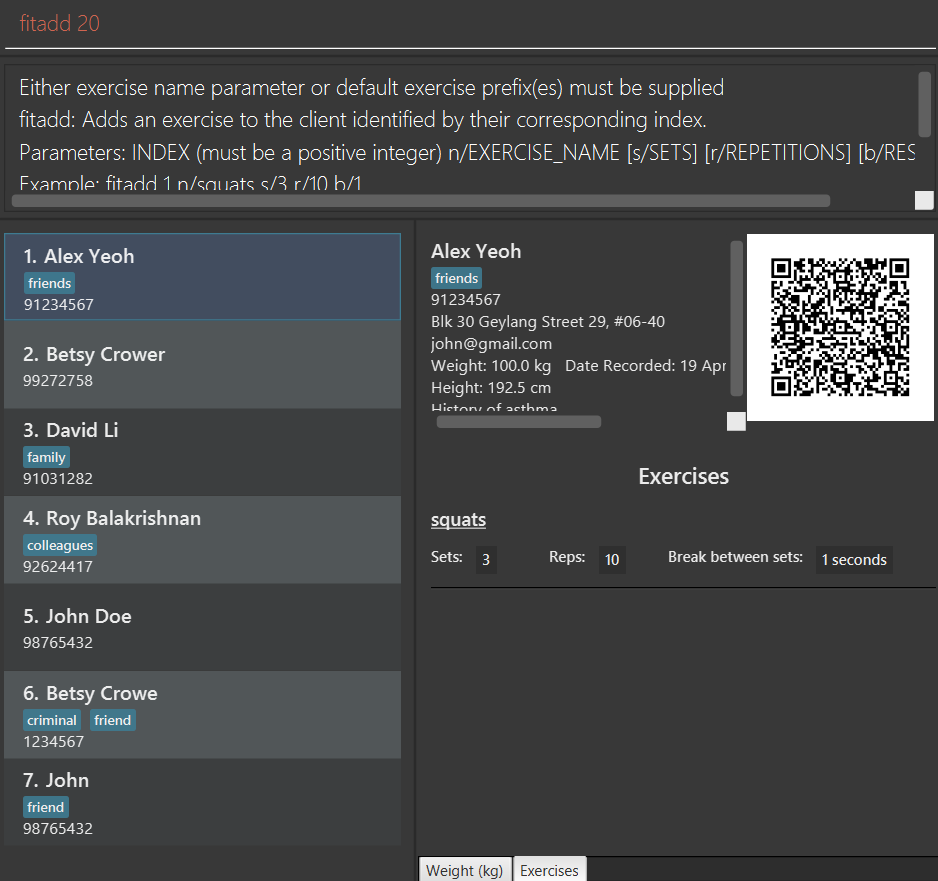 fitadd 20
Either exercise name parameter or default exercise prefix(es) must be supplied
fitadd: Adds an exercise to the client identified by their corresponding index.
Parameters: INDEX (must be a positive integer) n/EXERCISE_NAME [s/SETS] [r/REPETITIONS] [b/RES
Example: fitadd 1 n/squats s/3 r/10 b/1
1. Alex Yeoh
friends
91234567
2. Betsy Crower
99272758
3. David Li
family
91031282
4. Roy Balakrishnan
colleagues
92624417
5. John Doe
98765432
6. Betsy Crowe
criminal friend
1234567
7. John
friend
98765432
Alex Yeoh
friends
91234567
Blk 30 Geylang Street 29, #06-40
john@gmail.com
Weight: 100.0 kg Date Recorded: 19 Apr
Height: 192.5 cm
History of asthma
Exercises
squats
Sets: 3 Reps: 10 Break between sets: 1 seconds
Weight (kg) Exercises